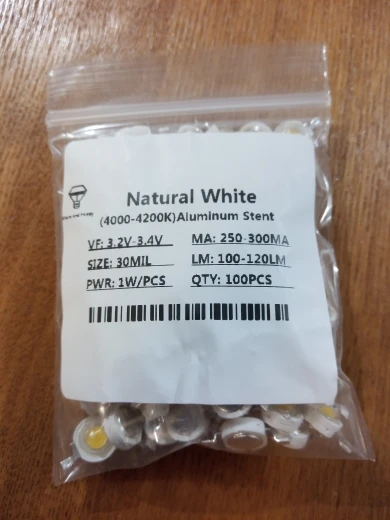 Natural White
(4000-4200K)Aluminum Stent
VF: 3.2V-3.4V MA: 250-300MA
SIZE: 30MIL LM: 100-120LM
PWR: 1W/PCS QTY: 100PCS